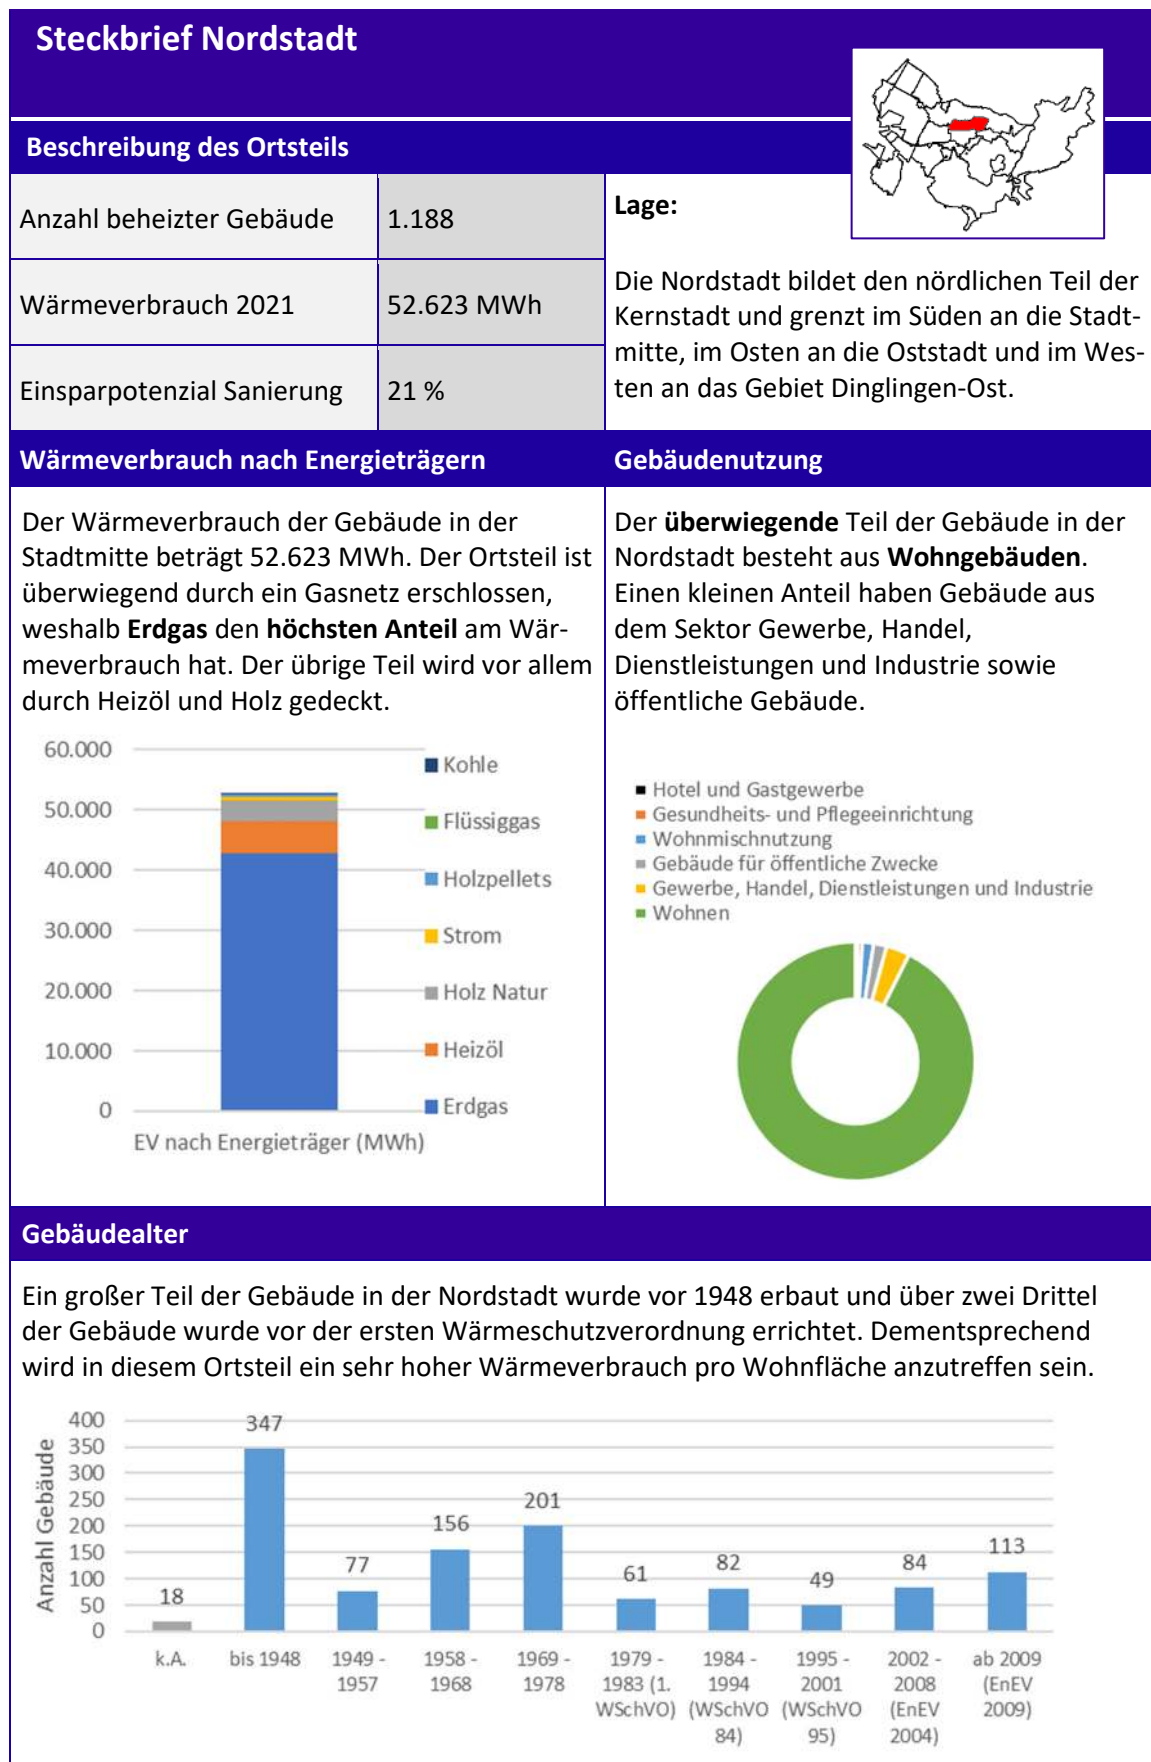 Steckbrief Nordstadt
Beschreibung des Ortsteils
Anzahl beheizter Gebäude 1.188
Wärmeverbrauch 2021 52.623 MWh
Einsparpotenzial Sanierung 21 %
Lage:
Die Nordstadt bildet den nördlichen Teil der
Kernstadt und grenzt im Süden an die Stadt-
mitte, im Osten an die Oststadt und im Wes-
ten an das Gebiet Dinglingen-Ost.
Wärmeverbrauch nach Energieträgern
Der Wärmeverbrauch der Gebäude in der
Stadtmitte beträgt 52.623 MWh. Der Ortsteil ist
überwiegend durch ein Gasnetz erschlossen,
weshalb Erdgas den höchsten Anteil am Wär-
meverbrauch hat. Der übrige Teil wird vor allem
durch Heizöl und Holz gedeckt.
60.000
50.000
40.000
30.000
20.000
10.000
0
EV nach Energieträger (MWh)
Kohle
Flüssiggas
Holzpellets
Strom
Holz Natur
Heizöl
Erdgas
Gebäudenutzung
Der überwiegende Teil der Gebäude in der
Nordstadt besteht aus Wohngebäuden.
Einen kleinen Anteil haben Gebäude aus
dem Sektor Gewerbe, Handel,
Dienstleistungen und Industrie sowie
öffentliche Gebäude.
Hotel und Gastgewerbe
Gesundheits- und Pflegeeinrichtung
Wohnmischnutzung
Gebäude für öffentliche Zwecke
Gewerbe, Handel, Dienstleistungen und Industrie
Wohnen
Gebäudealter
Ein großer Teil der Gebäude in der Nordstadt wurde vor 1948 erbaut und über zwei Drittel
der Gebäude wurde vor der ersten Wärmeschutzverordnung errichtet. Dementsprechend
wird in diesem Ortsteil ein sehr hoher Wärmeverbrauch pro Wohnfläche anzutreffen sein.
Anzahl Gebäude
400
350
300
250
200
150
100
50
0
18
347
77
156
201
61
82
49
84
113
k.A.
bis 1948
1949 -
1957
1958 -
1968
1969 -
1978
1979 -
1983 (1.
WSchVO)
1984 -
1994
(WSchVO
84)
1995 -
2001
(WSchVO
95)
2002 -
2008
(EnEV
2004)
ab 2009
(EnEV
2009)